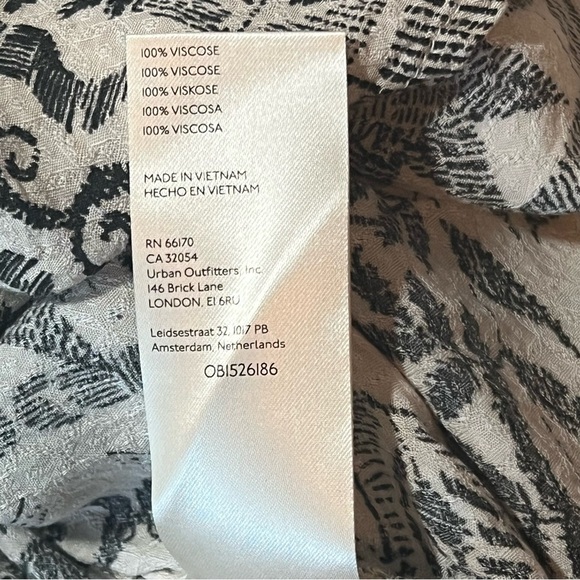 100% VISCOSE
100% VISCOSE
100% VISKOSE
100% VISCOSA
100% VISCOSA
MADE IN VIETNAM
HECHO EN VIETNAM
RN 66170
CA 32054
Urban Outfitters, Inc.
146 Brick Lane
LONDON, E1 6RU
Leidsestraat 32, 1017 PB
Amsterdam, Netherlands
OB1526186